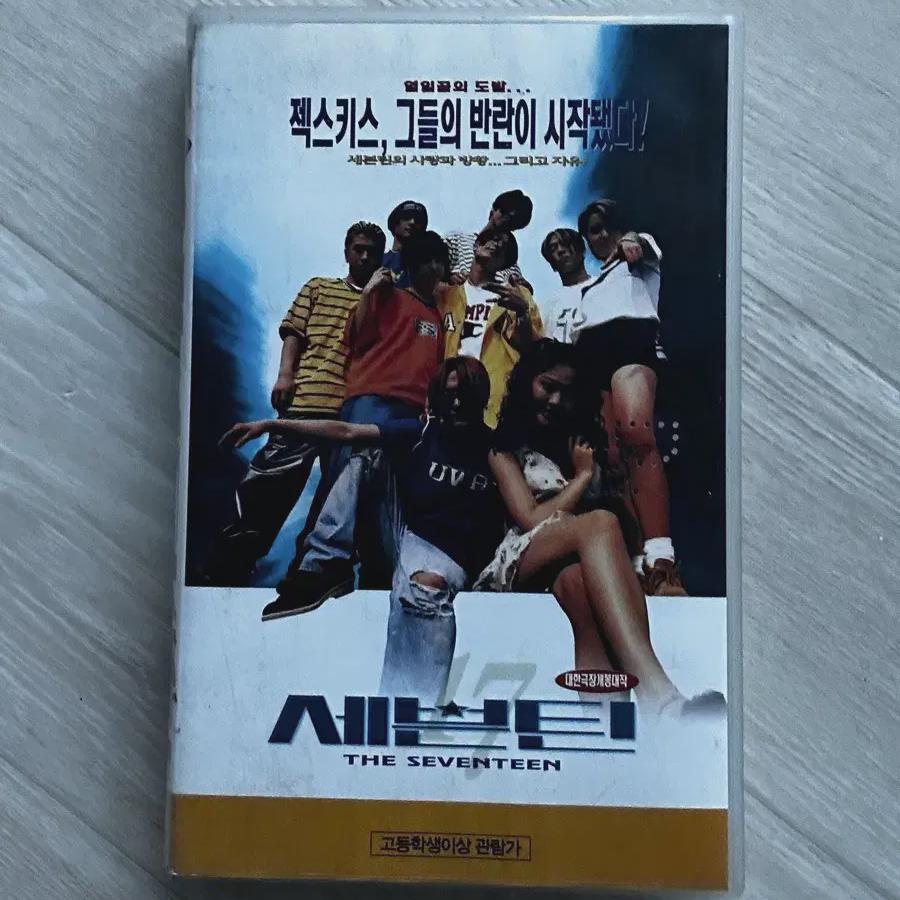 열일곱의 도발...
젝스키스, 그들의 반란이 시작됐다!
세븐틴의 사랑과 방황...그리고 자유
A
MPI
C
UVA
17
대한극장개봉대작
세븐틴
THE SEVENTEEN
고등학생이상 관람가